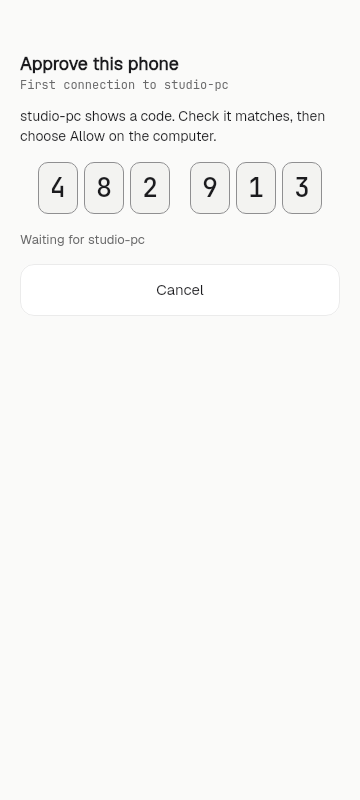 Approve this phone
First connection to studio-pc
studio-pc shows a code. Check it matches, then
choose Allow on the computer.
4 8 2 9 1 3
Waiting for studio-pc
Cancel